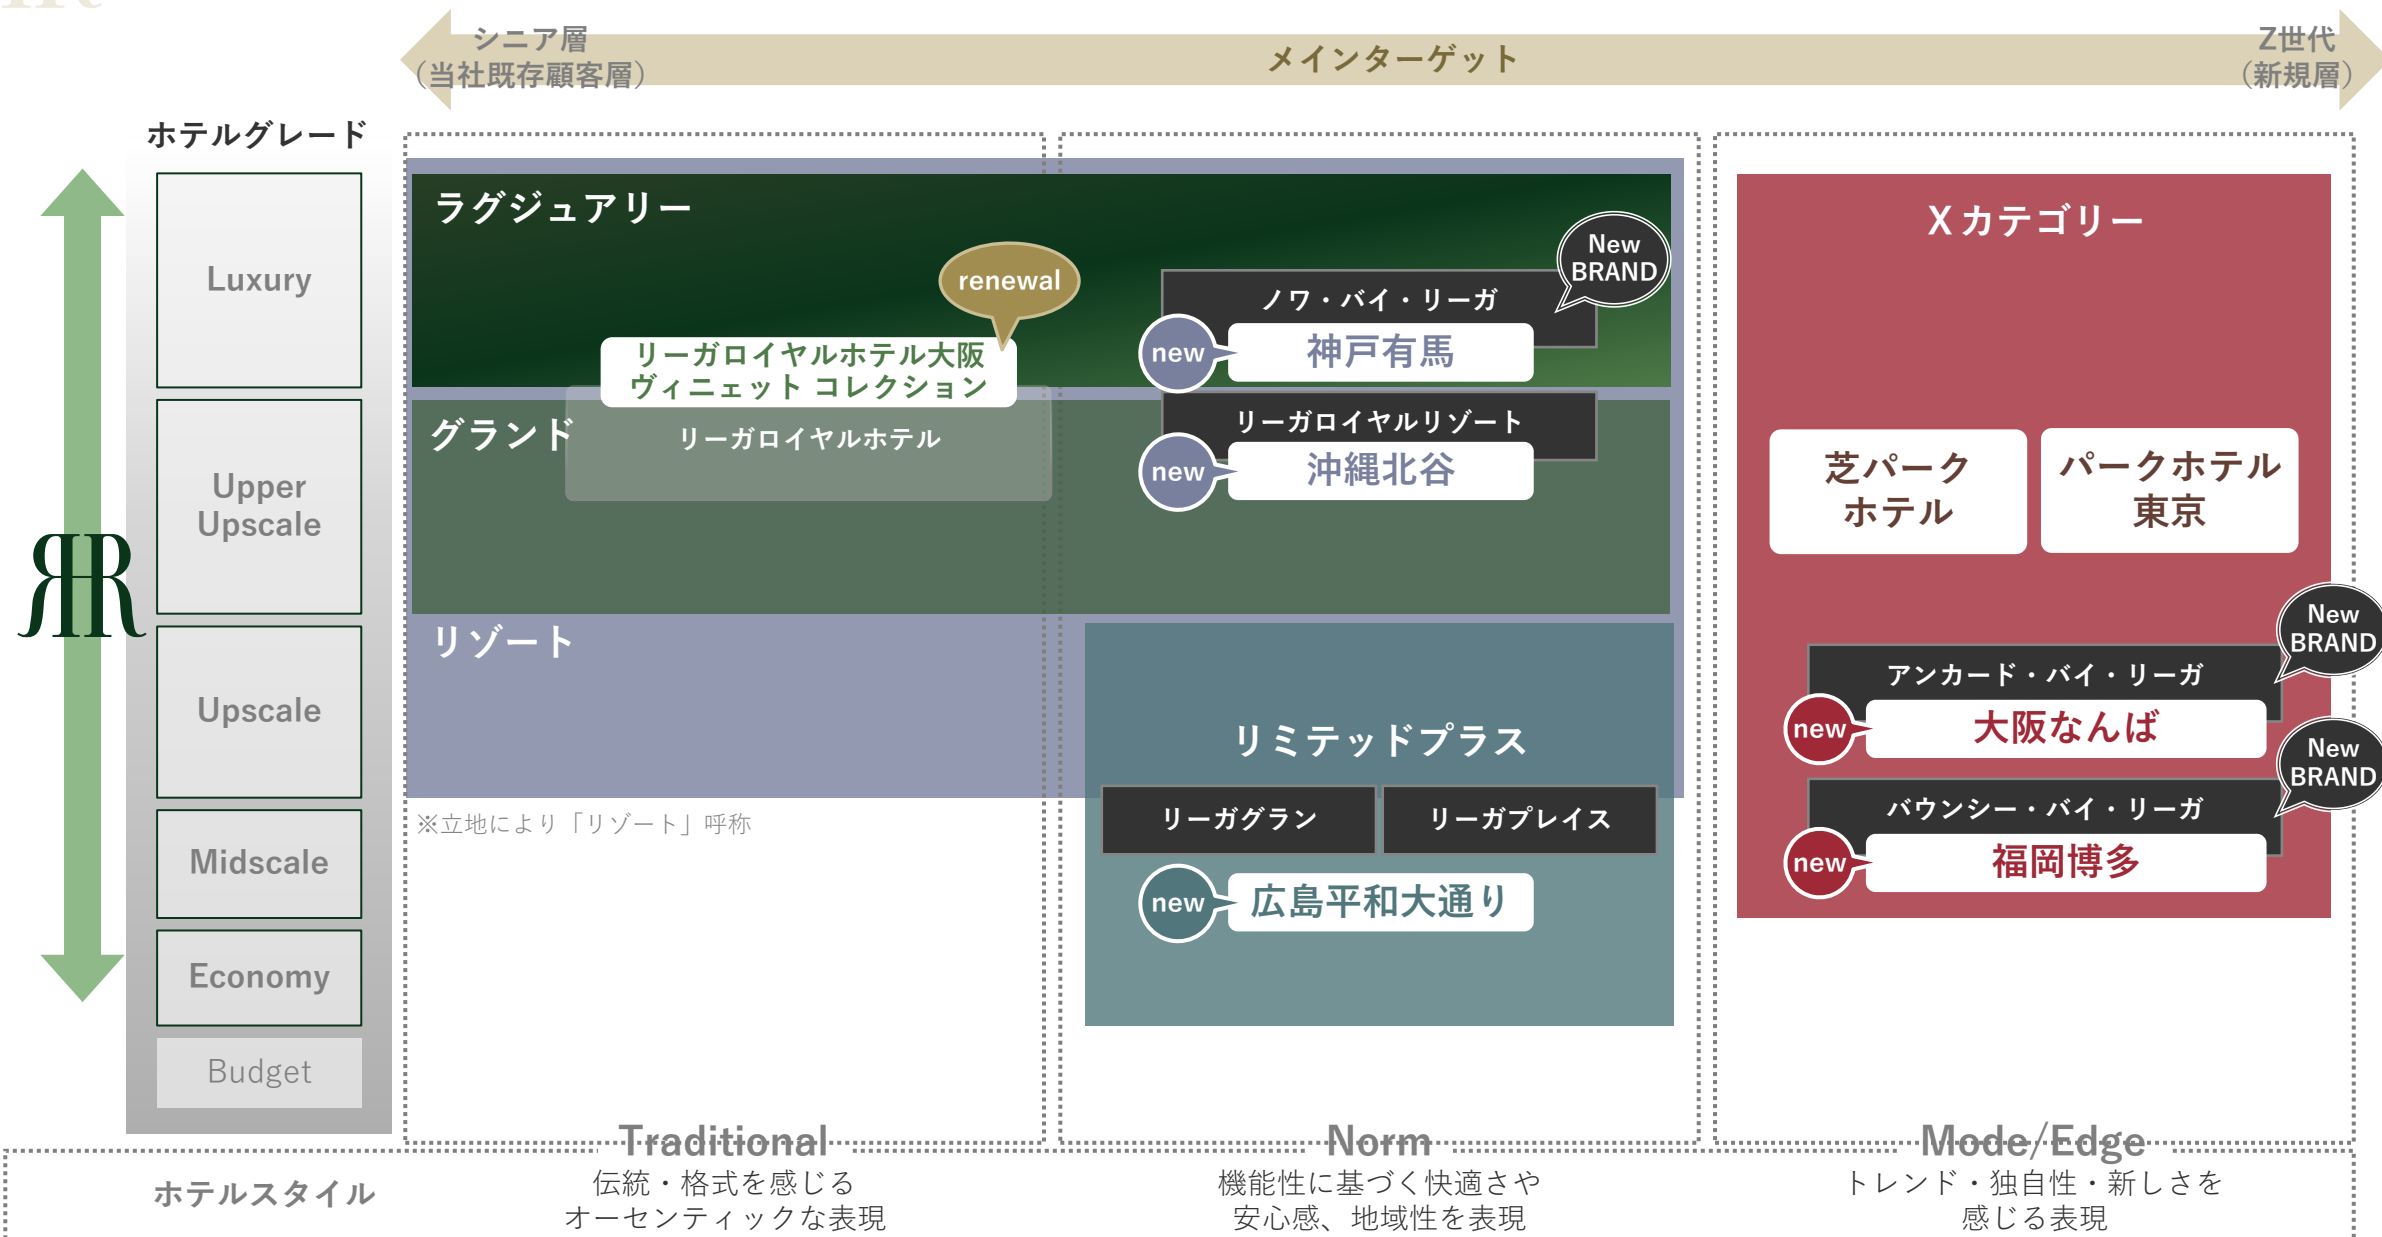 シニア層
（当社既存顧客層）
メインターゲット
Z世代
（新規層）
ホテルグレード
Luxury
Upper
Upscale
Upscale
Midscale
Economy
Budget
ラグジュアリー
renewal
リーガロイヤルホテル大阪
ヴィニェット コレクション
グランド
リーガロイヤルホテル
リゾート
※立地により「リゾート」呼称
New
BRAND
ノワ・バイ・リーガ
new
神戸有馬
リーガロイヤルリゾート
new
沖縄北谷
リミテッドプラス
リーガグラン
リーガプレイス
new
広島平和大通り
Xカテゴリー
芝パーク
ホテル
パークホテル
東京
New
BRAND
アンカード・バイ・リーガ
new
大阪なんば
New
BRAND
バウンシー・バイ・リーガ
new
福岡博多
ホテルスタイル
Traditional
伝統・格式を感じる
オーセンティックな表現
Norm
機能性に基づく快適さや
安心感、地域性を表現
Mode/Edge
トレンド・独自性・新しさを
感じる表現